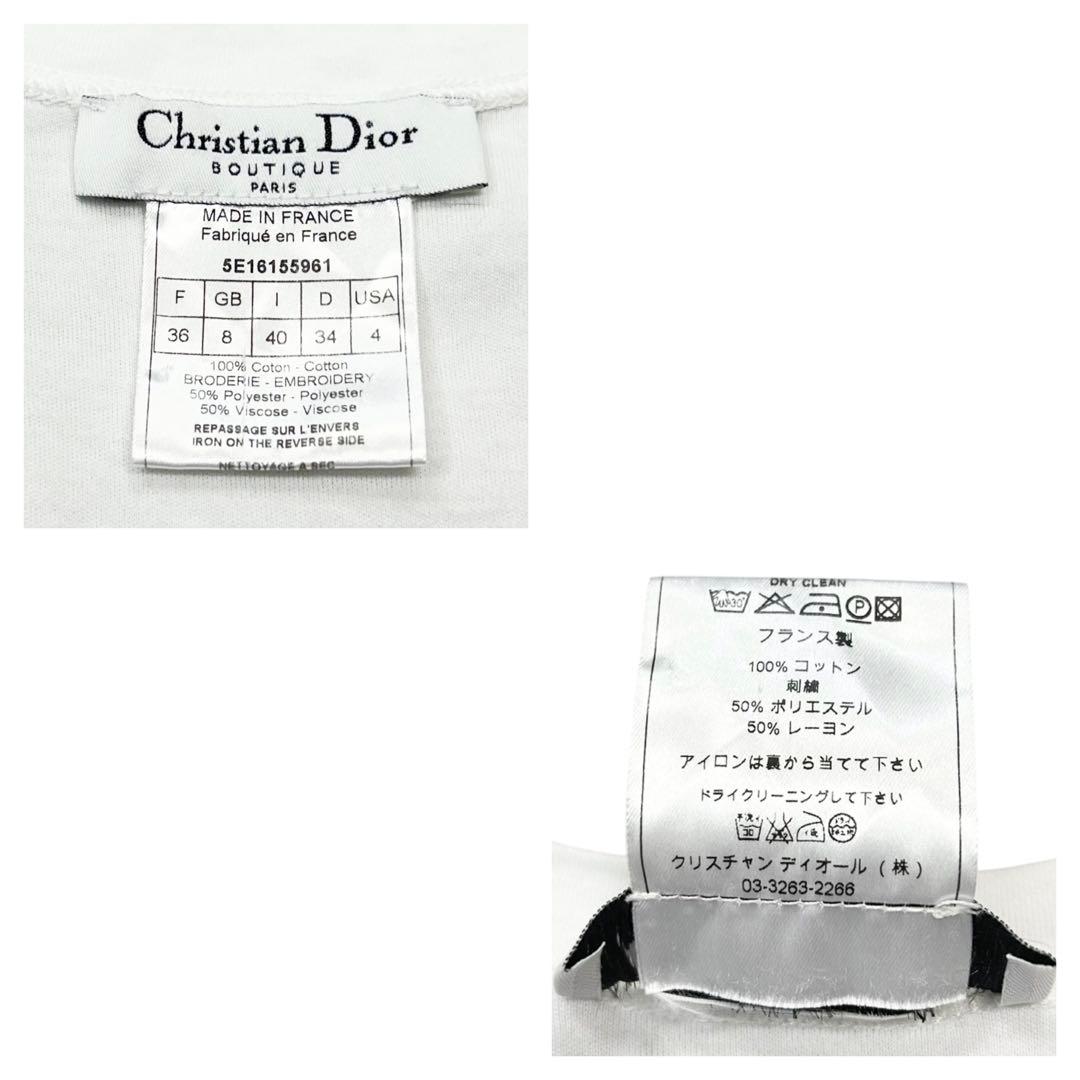 Christian Dior
BOUTIQUE
PARIS
MADE IN FRANCE
Fabriqué en France
5E16155961
F GB I D USA
36 8 40 34 4
100% Coton - Cotton
BRODERIE - EMBROIDERY
50% Polyester - Polyester
50% Viscose - Viscose
REPASSAGE SUR L'ENVERS
IRON ON THE REVERSE SIDE
NETTOYAGE A SEC
DRY CLEAN
P
フランス製
100% コットン
刺繍
50% ポリエステル
50% レーヨン
アイロンは裏から当てて下さい
ドライクリーニングして下さい
クリスチャン ディオール (株)
03-3263-2266